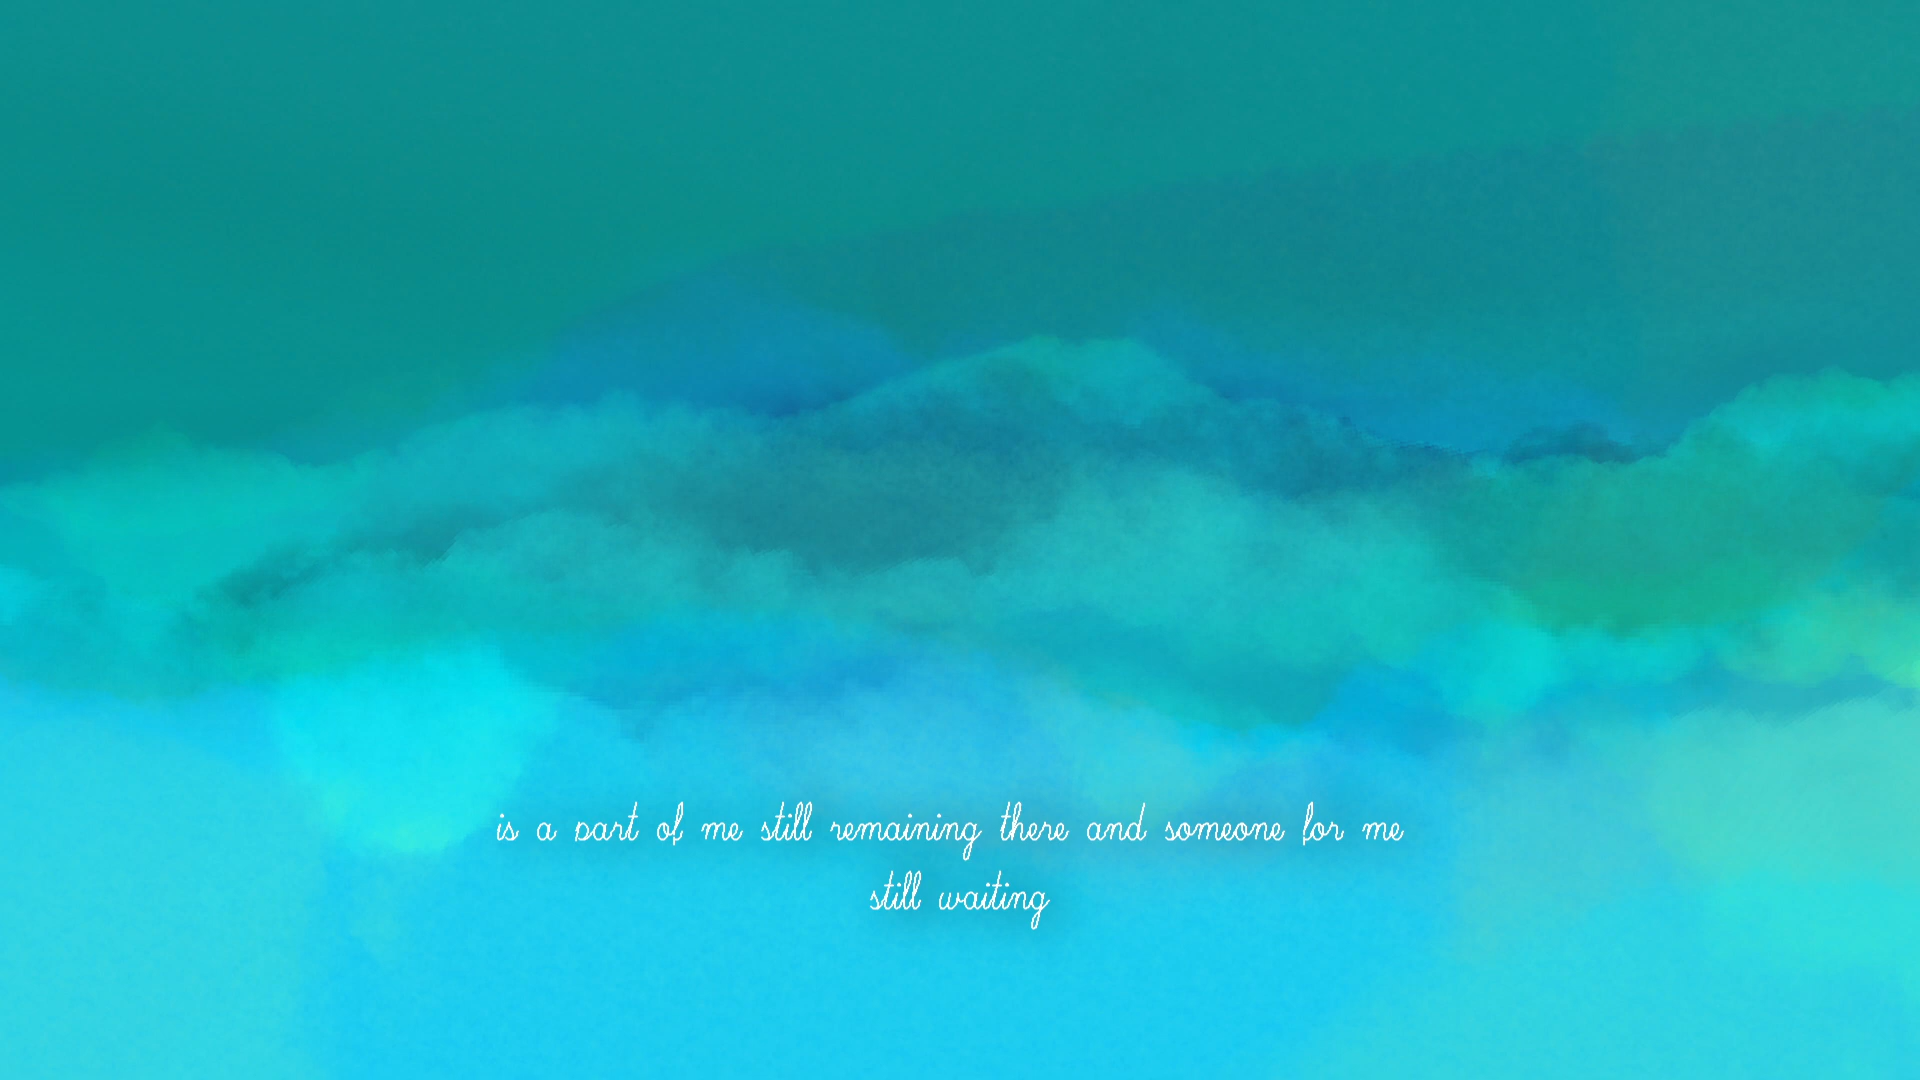 is a part of me still remaining there and someone for me
still waiting